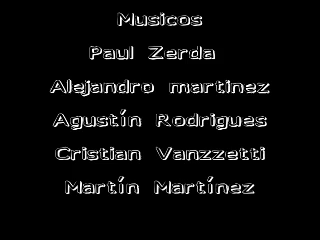 Musicos
Paul Zerda
Alejandro martinez
Agustín Rodrigues
Cristian Vanzzetti
Martín Martínez